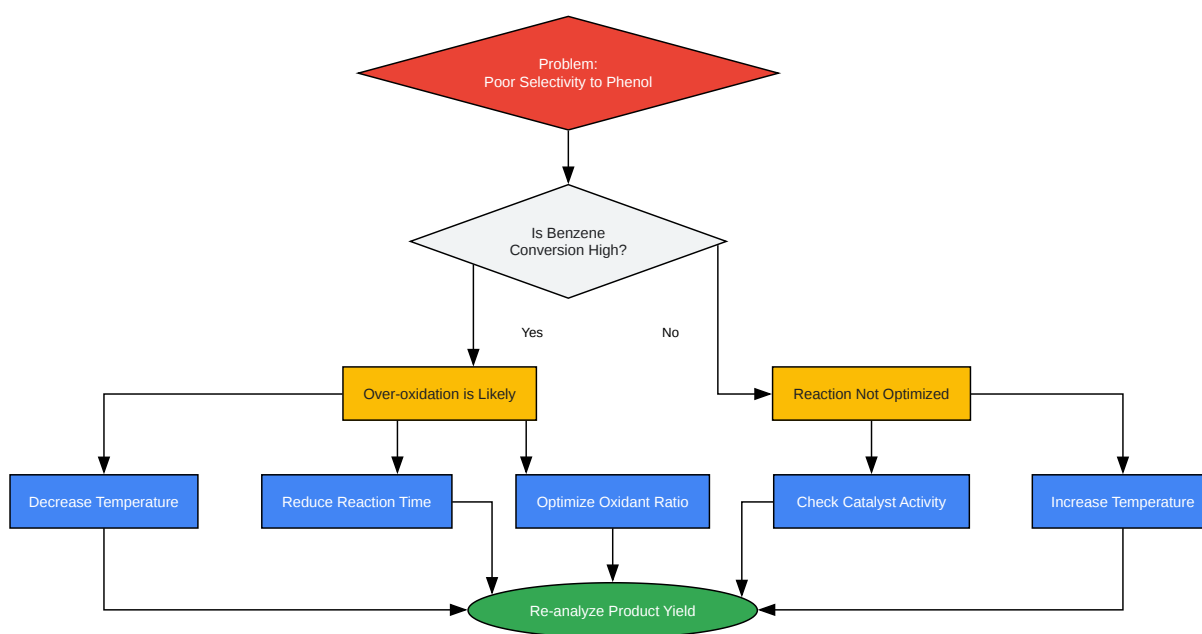 Problem:
Poor Selectivity to Phenol
Is Benzene
Conversion High?
Yes
No
Over-oxidation is Likely
Reaction Not Optimized
Decrease Temperature
Reduce Reaction Time
Optimize Oxidant Ratio
Check Catalyst Activity
Increase Temperature
Re-analyze Product Yield